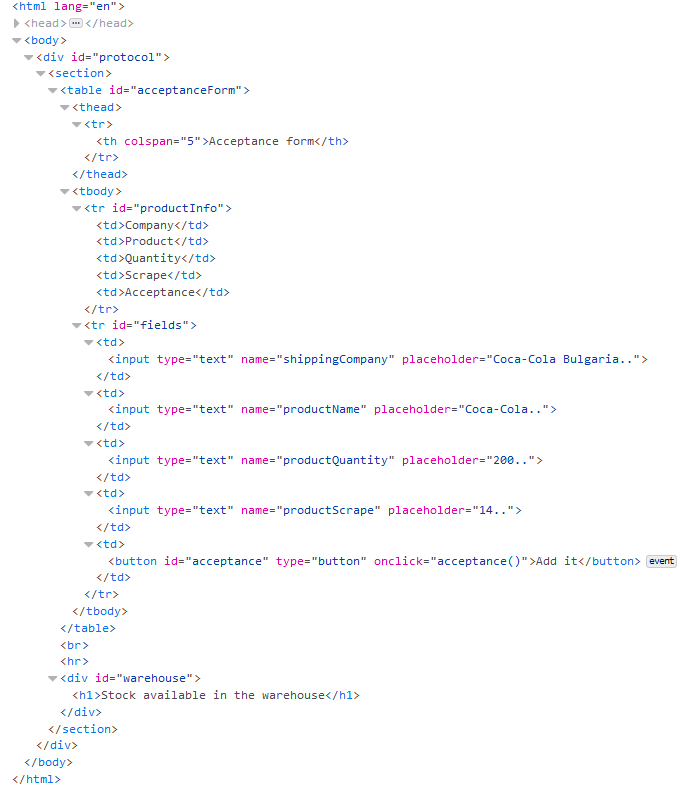 <html lang="en">
<head> ... </head>
<body>
<div id="protocol">
<section>
<table id="acceptanceForm">
<thead>
<tr>
<th colspan="5">Acceptance form</th>
</tr>
</thead>
<tbody>
<tr id="productInfo">
<td>Company</td>
<td>Product</td>
<td>Quantity</td>
<td>Scrape</td>
<td>Acceptance</td>
</tr>
<tr id="fields">
<td>
<input type="text" name="shippingCompany" placeholder="Coca-Cola Bulgaria..">
</td>
<td>
<input type="text" name="productName" placeholder="Coca-Cola..">
</td>
<td>
<input type="text" name="productQuantity" placeholder="200..">
</td>
<td>
<input type="text" name="productScrape" placeholder="14..">
</td>
<td>
<button id="acceptance" type="button" onclick="acceptance()">Add it</button> event
</td>
</tr>
</tbody>
</table>
<br>
<hr>
<div id="warehouse">
<h1>Stock available in the warehouse</h1>
</div>
</section>
</div>
</body>
</html>